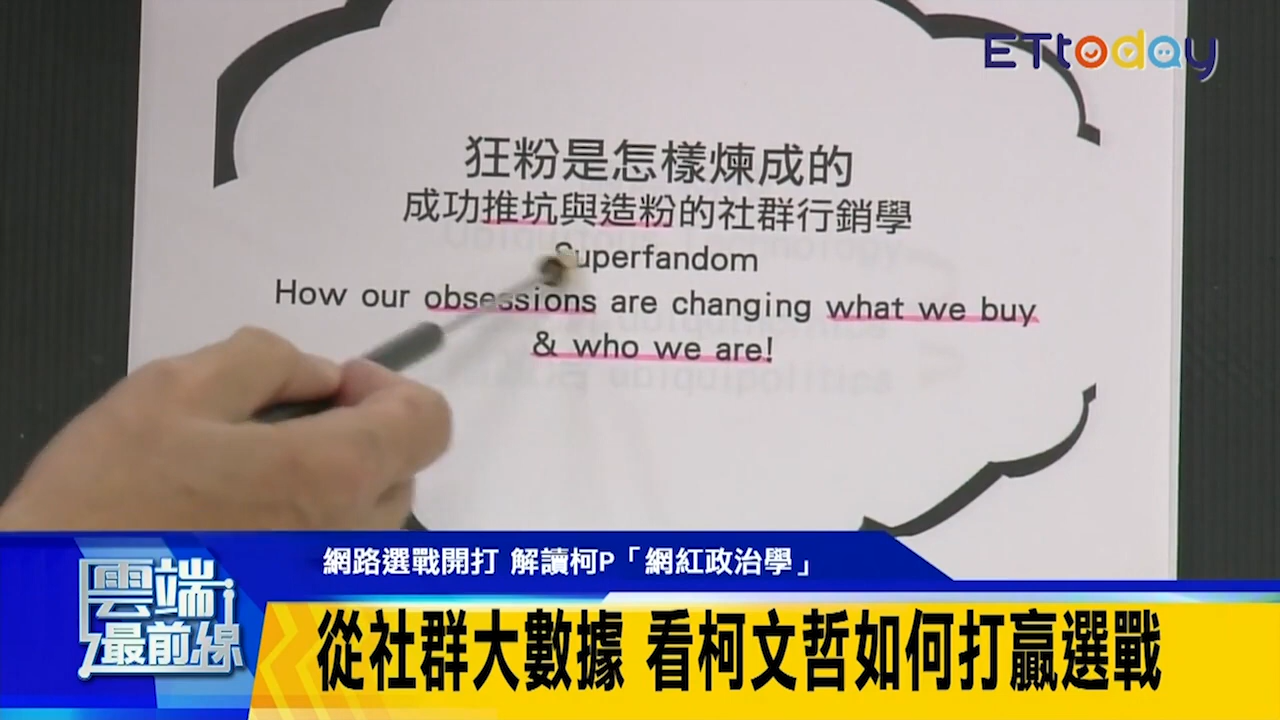 ETtoday
狂粉是怎樣煉成的
成功推坑與造粉的社群行銷學
Superfandom
How our obsessions are changing what we buy
& who we are!
網路選戰開打 解讀柯P「網紅政治學」
雲端最前線
從社群大數據 看柯文哲如何打贏選戰